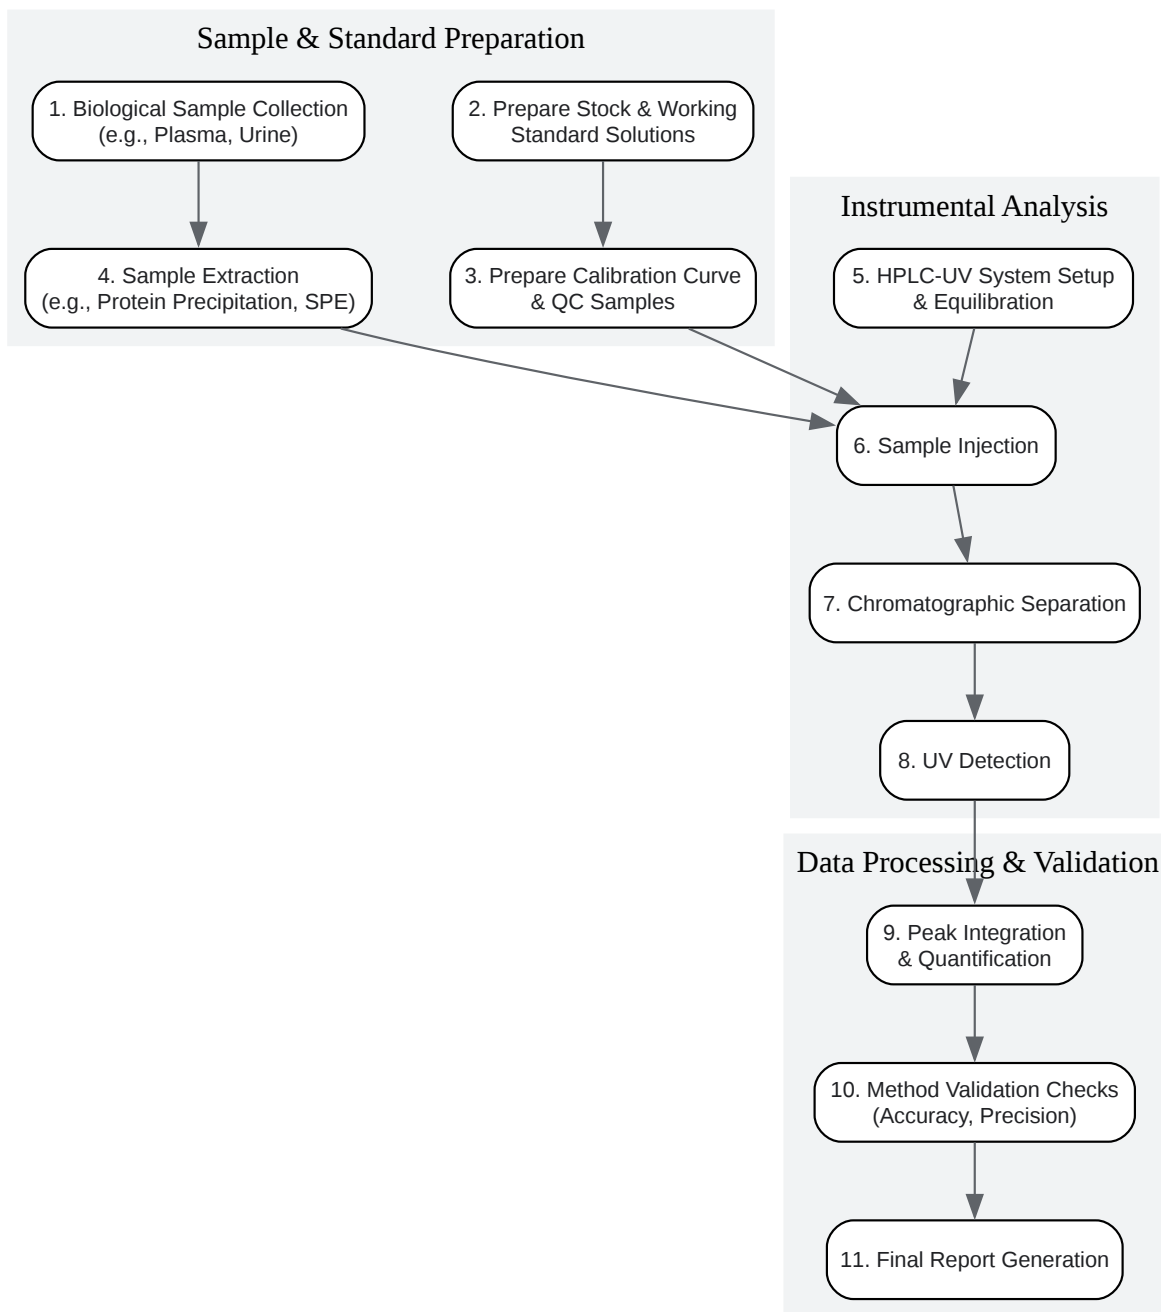 Sample & Standard Preparation
1. Biological Sample Collection
(e.g., Plasma, Urine)
2. Prepare Stock & Working
Standard Solutions
4. Sample Extraction
(e.g., Protein Precipitation, SPE)
3. Prepare Calibration Curve
& QC Samples
Instrumental Analysis
5. HPLC-UV System Setup
& Equilibration
6. Sample Injection
7. Chromatographic Separation
8. UV Detection
Data Processing & Validation
9. Peak Integration
& Quantification
10. Method Validation Checks
(Accuracy, Precision)
11. Final Report Generation